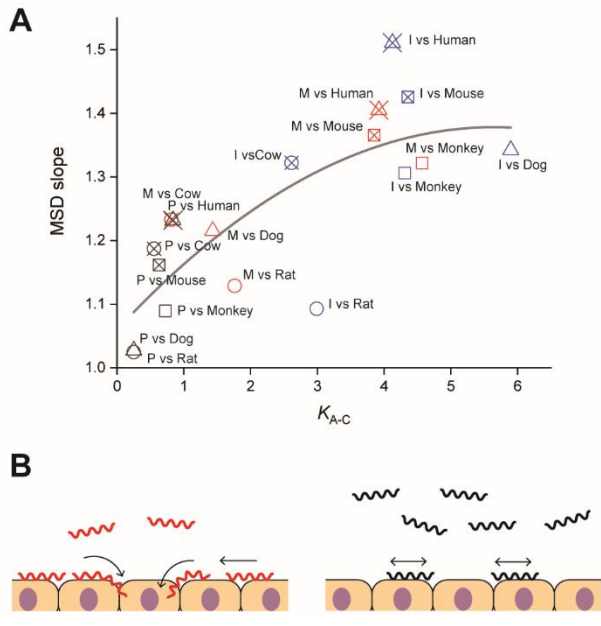 A
MSD slope
1.5
1.4
1.3
1.2
1.1
1.0
I vs Human
M vs Human
I vs Mouse
M vs Mouse
I vsCow
M vs Monkey
I vs Dog
I vs Monkey
M vs Cow
P vs Human
P vs Cow
M vs Dog
P vs Mouse
M vs Rat
P vs Monkey
I vs Rat
P vs Dog
P vs Rat
0 1 2 3 4 5 6
KA-C
B